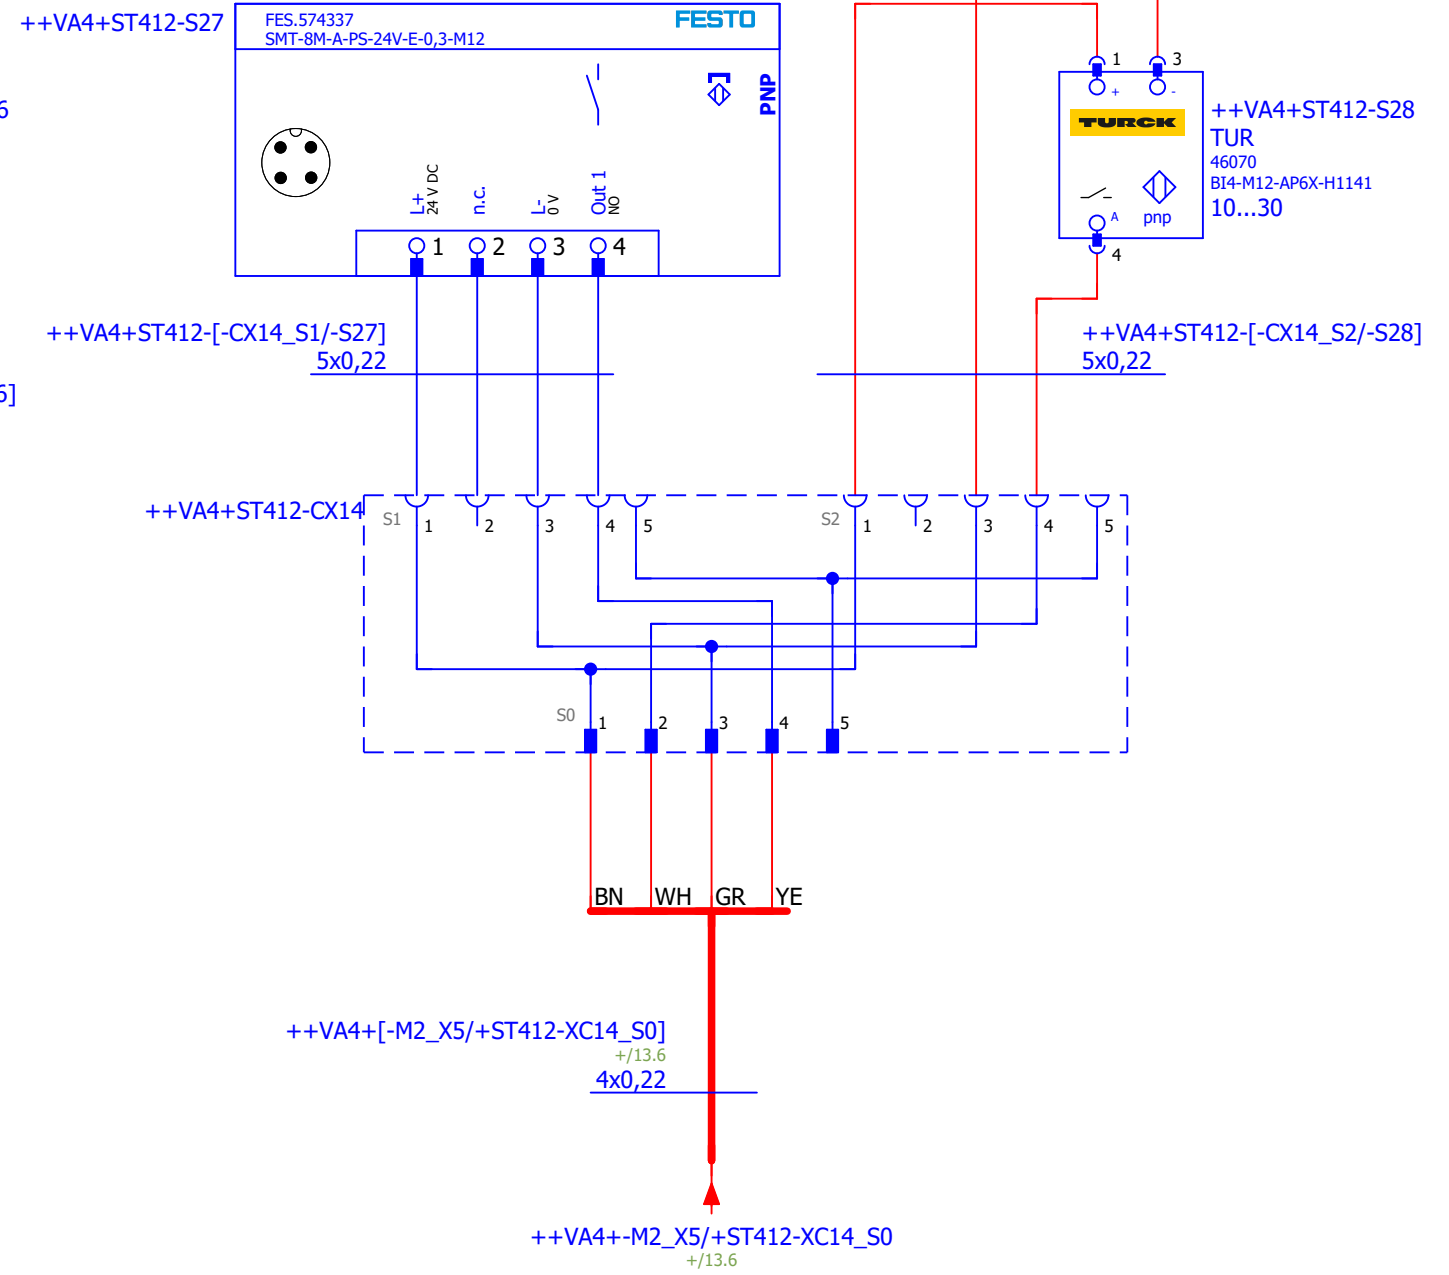 ++VA4+ST412-S27
FES.574337
SMT-8M-A-PS-24V-E-0,3-M12
FESTO
PNP
L+
24 V DC
n.c.
L-
0 V
Out 1
NO
1
2
3
4
6
6]
1
3
+
-
TURCK
A
pnp
4
++VA4+ST412-S28
TUR
46070
BI4-M12-AP6X-H1141
10...30
++VA4+ST412-[-CX14_S1/-S27]
5x0,22
++VA4+ST412-[-CX14_S2/-S28]
5x0,22
++VA4+ST412-CX14
S1
1
2
3
4
5
S2
1
2
3
4
5
S0
1
2
3
4
5
BN
WH
GR
YE
++VA4+[-M2_X5/+ST412-XC14_S0]
+/13.6
4x0,22
++VA4+-M2_X5/+ST412-XC14_S0
+/13.6